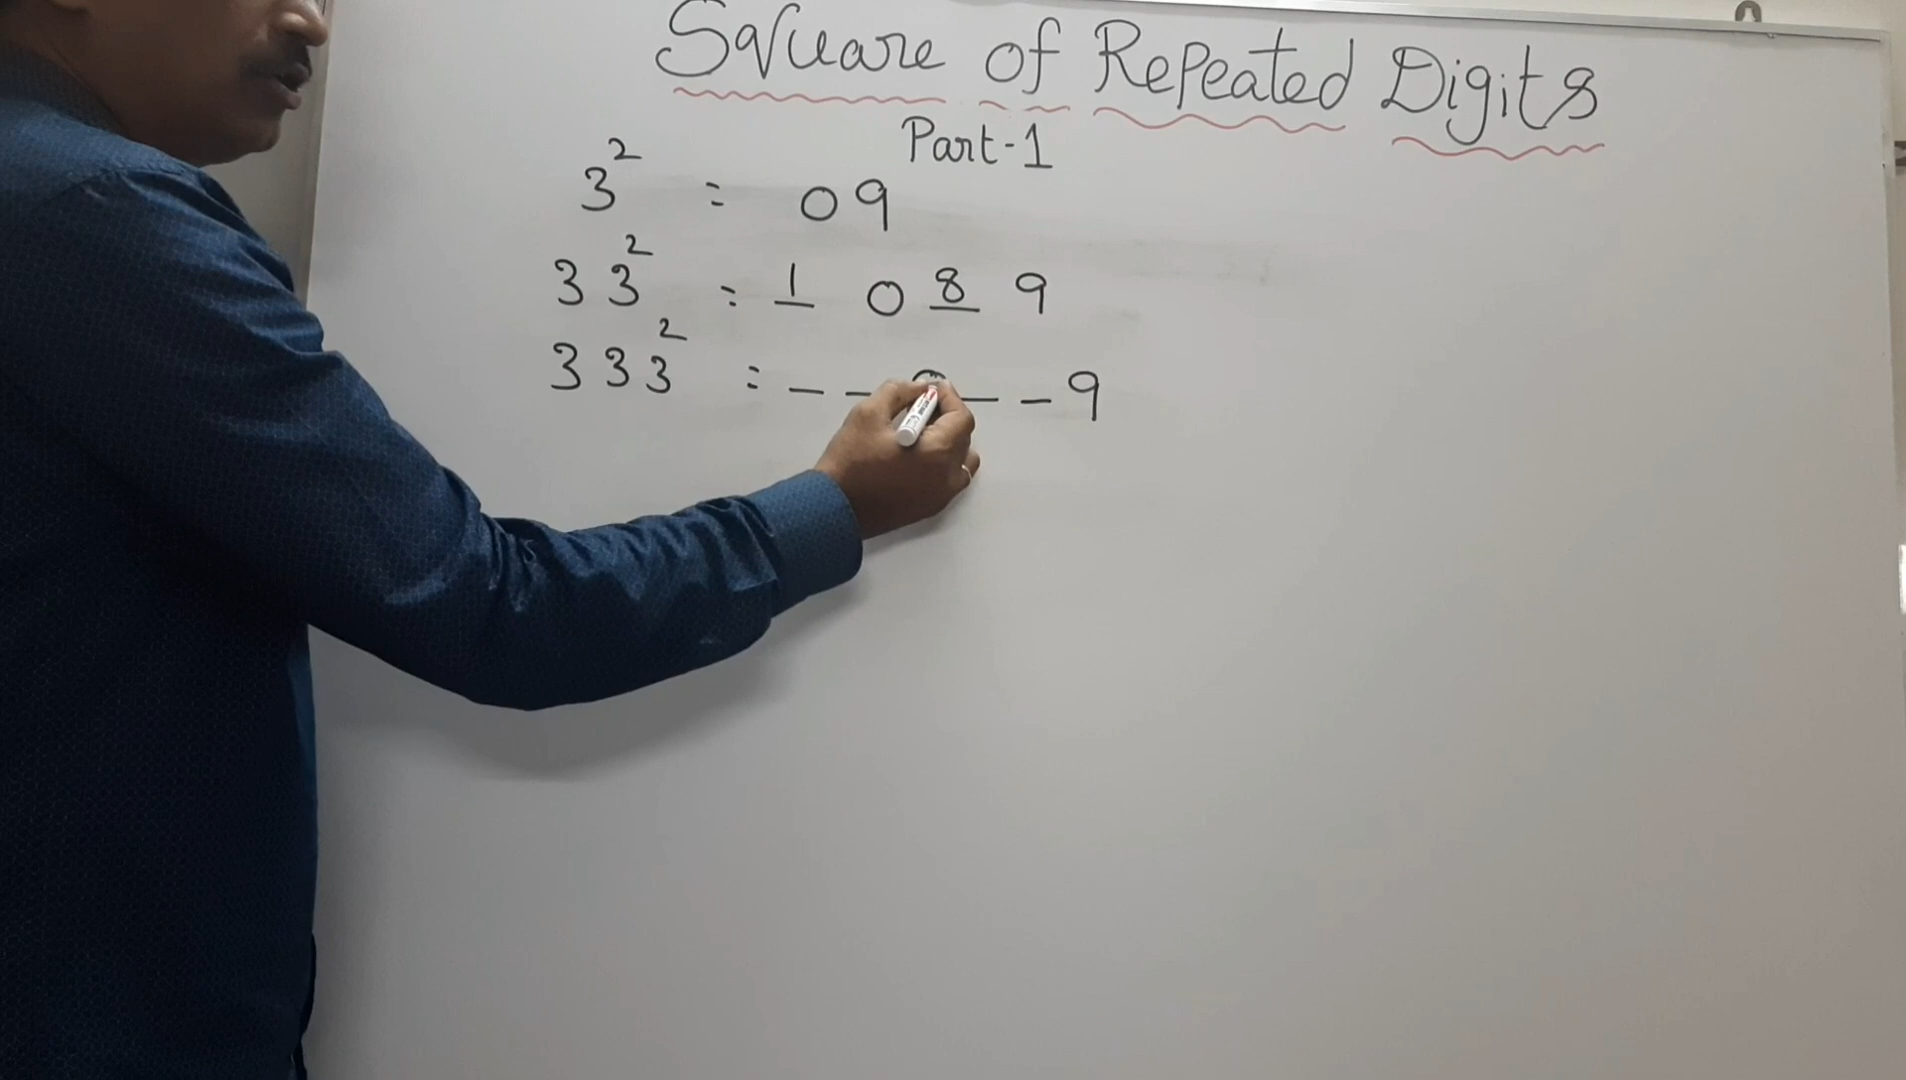 Square of Repeated Digits
Part-1
3² = 09
33² = 1 0 8 9
333² = _ _ _ _ 9